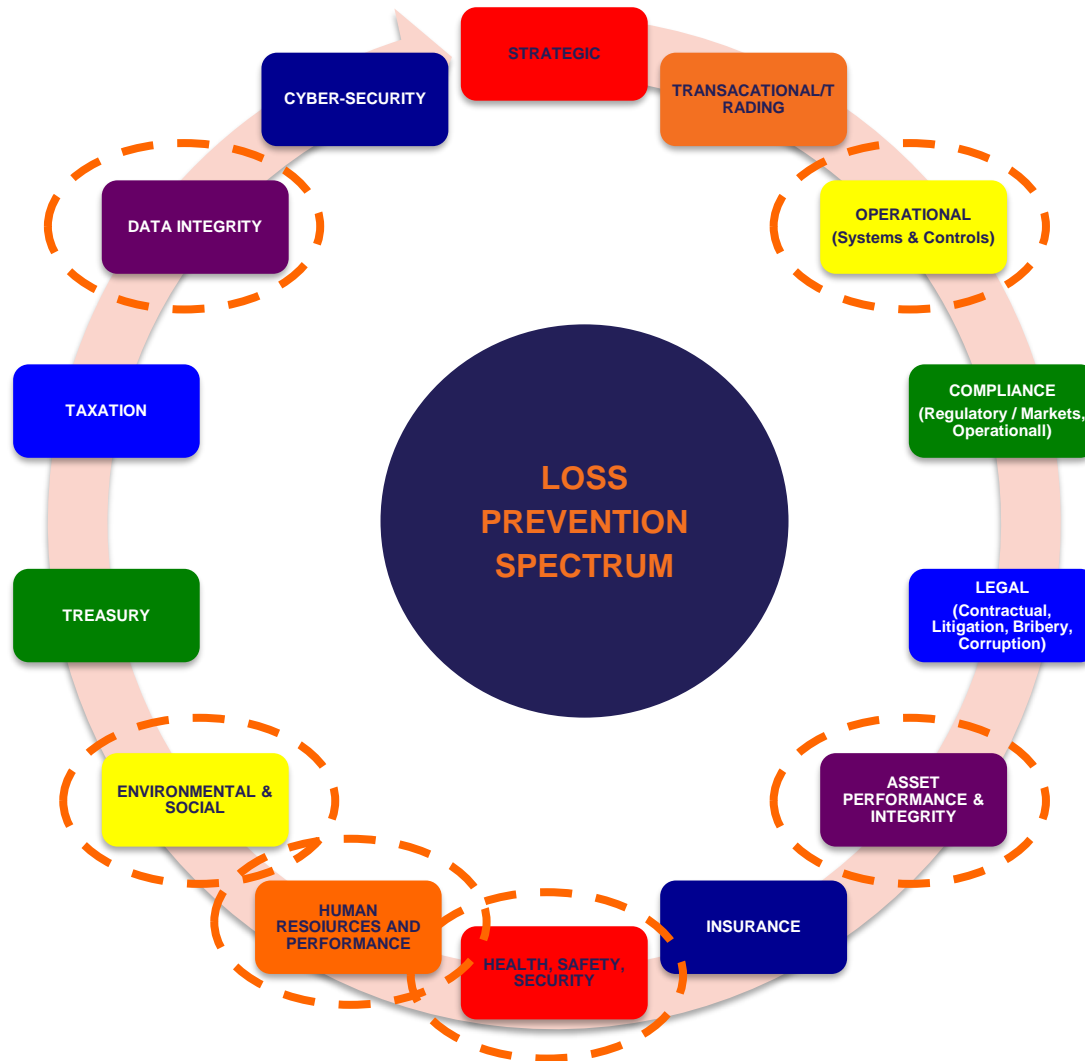 STRATEGIC
TRANSACATIONAL/T
RADING
OPERATIONAL
(Systems & Controls)
COMPLIANCE
(Regulatory / Markets,
Operationall)
LEGAL
(Contractual,
Litigation, Bribery,
Corruption)
ASSET
PERFORMANCE &
INTEGRITY
INSURANCE
HEALTH, SAFETY,
SECURITY
HUMAN
RESOIURCES AND
PERFORMANCE
ENVIRONMENTAL &
SOCIAL
TREASURY
TAXATION
DATA INTEGRITY
CYBER-SECURITY
LOSS
PREVENTION
SPECTRUM